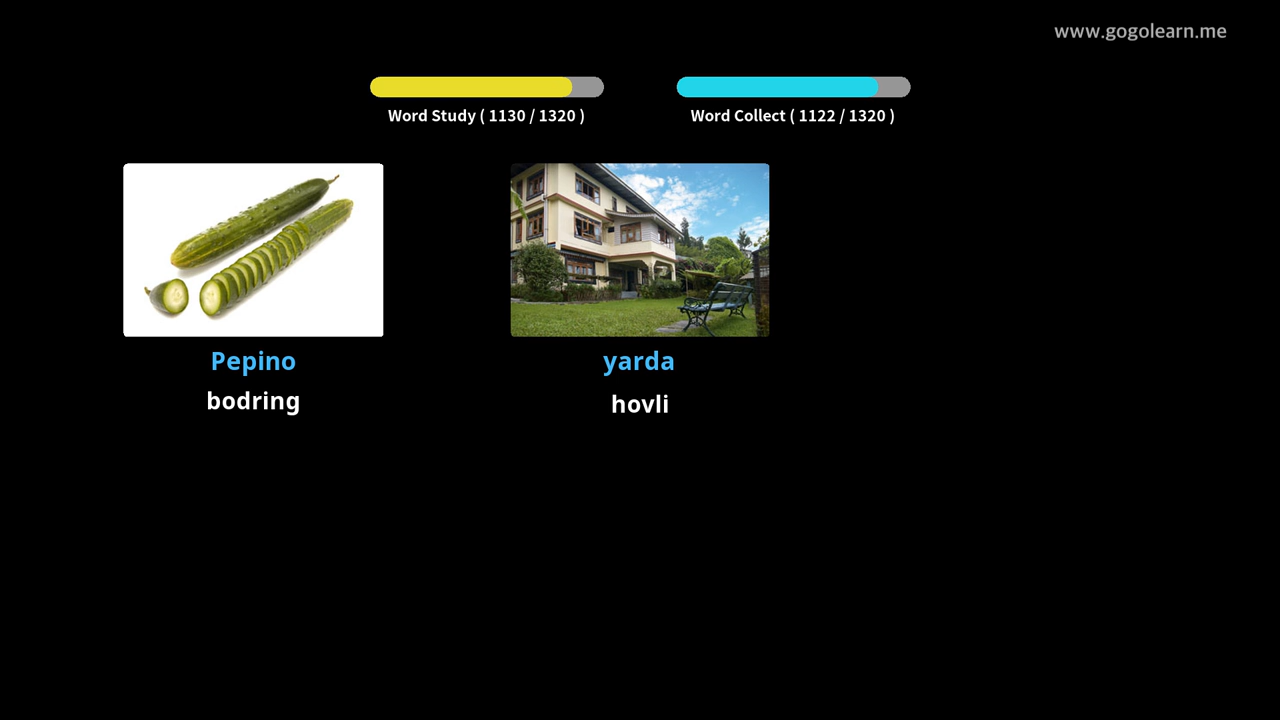 www.gogolearn.me
Word Study ( 1130 / 1320 )
Word Collect ( 1122 / 1320 )
Pepino
bodring
yarda
hovli